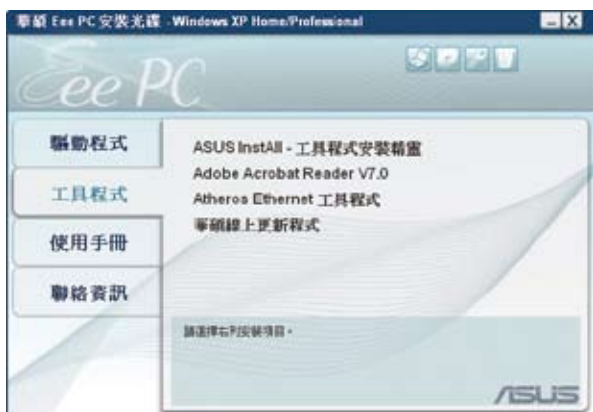 華碩 Eee PC 安裝光碟 - Windows XP Home/Professional
Eee PC
驅動程式
工具程式
使用手冊
聯絡資訊
ASUS InstAll - 工具程式安裝精靈
Adobe Acrobat Reader V7.0
Atheros Ethernet 工具程式
華碩線上更新程式
請選擇右列安裝項目。
ASUS